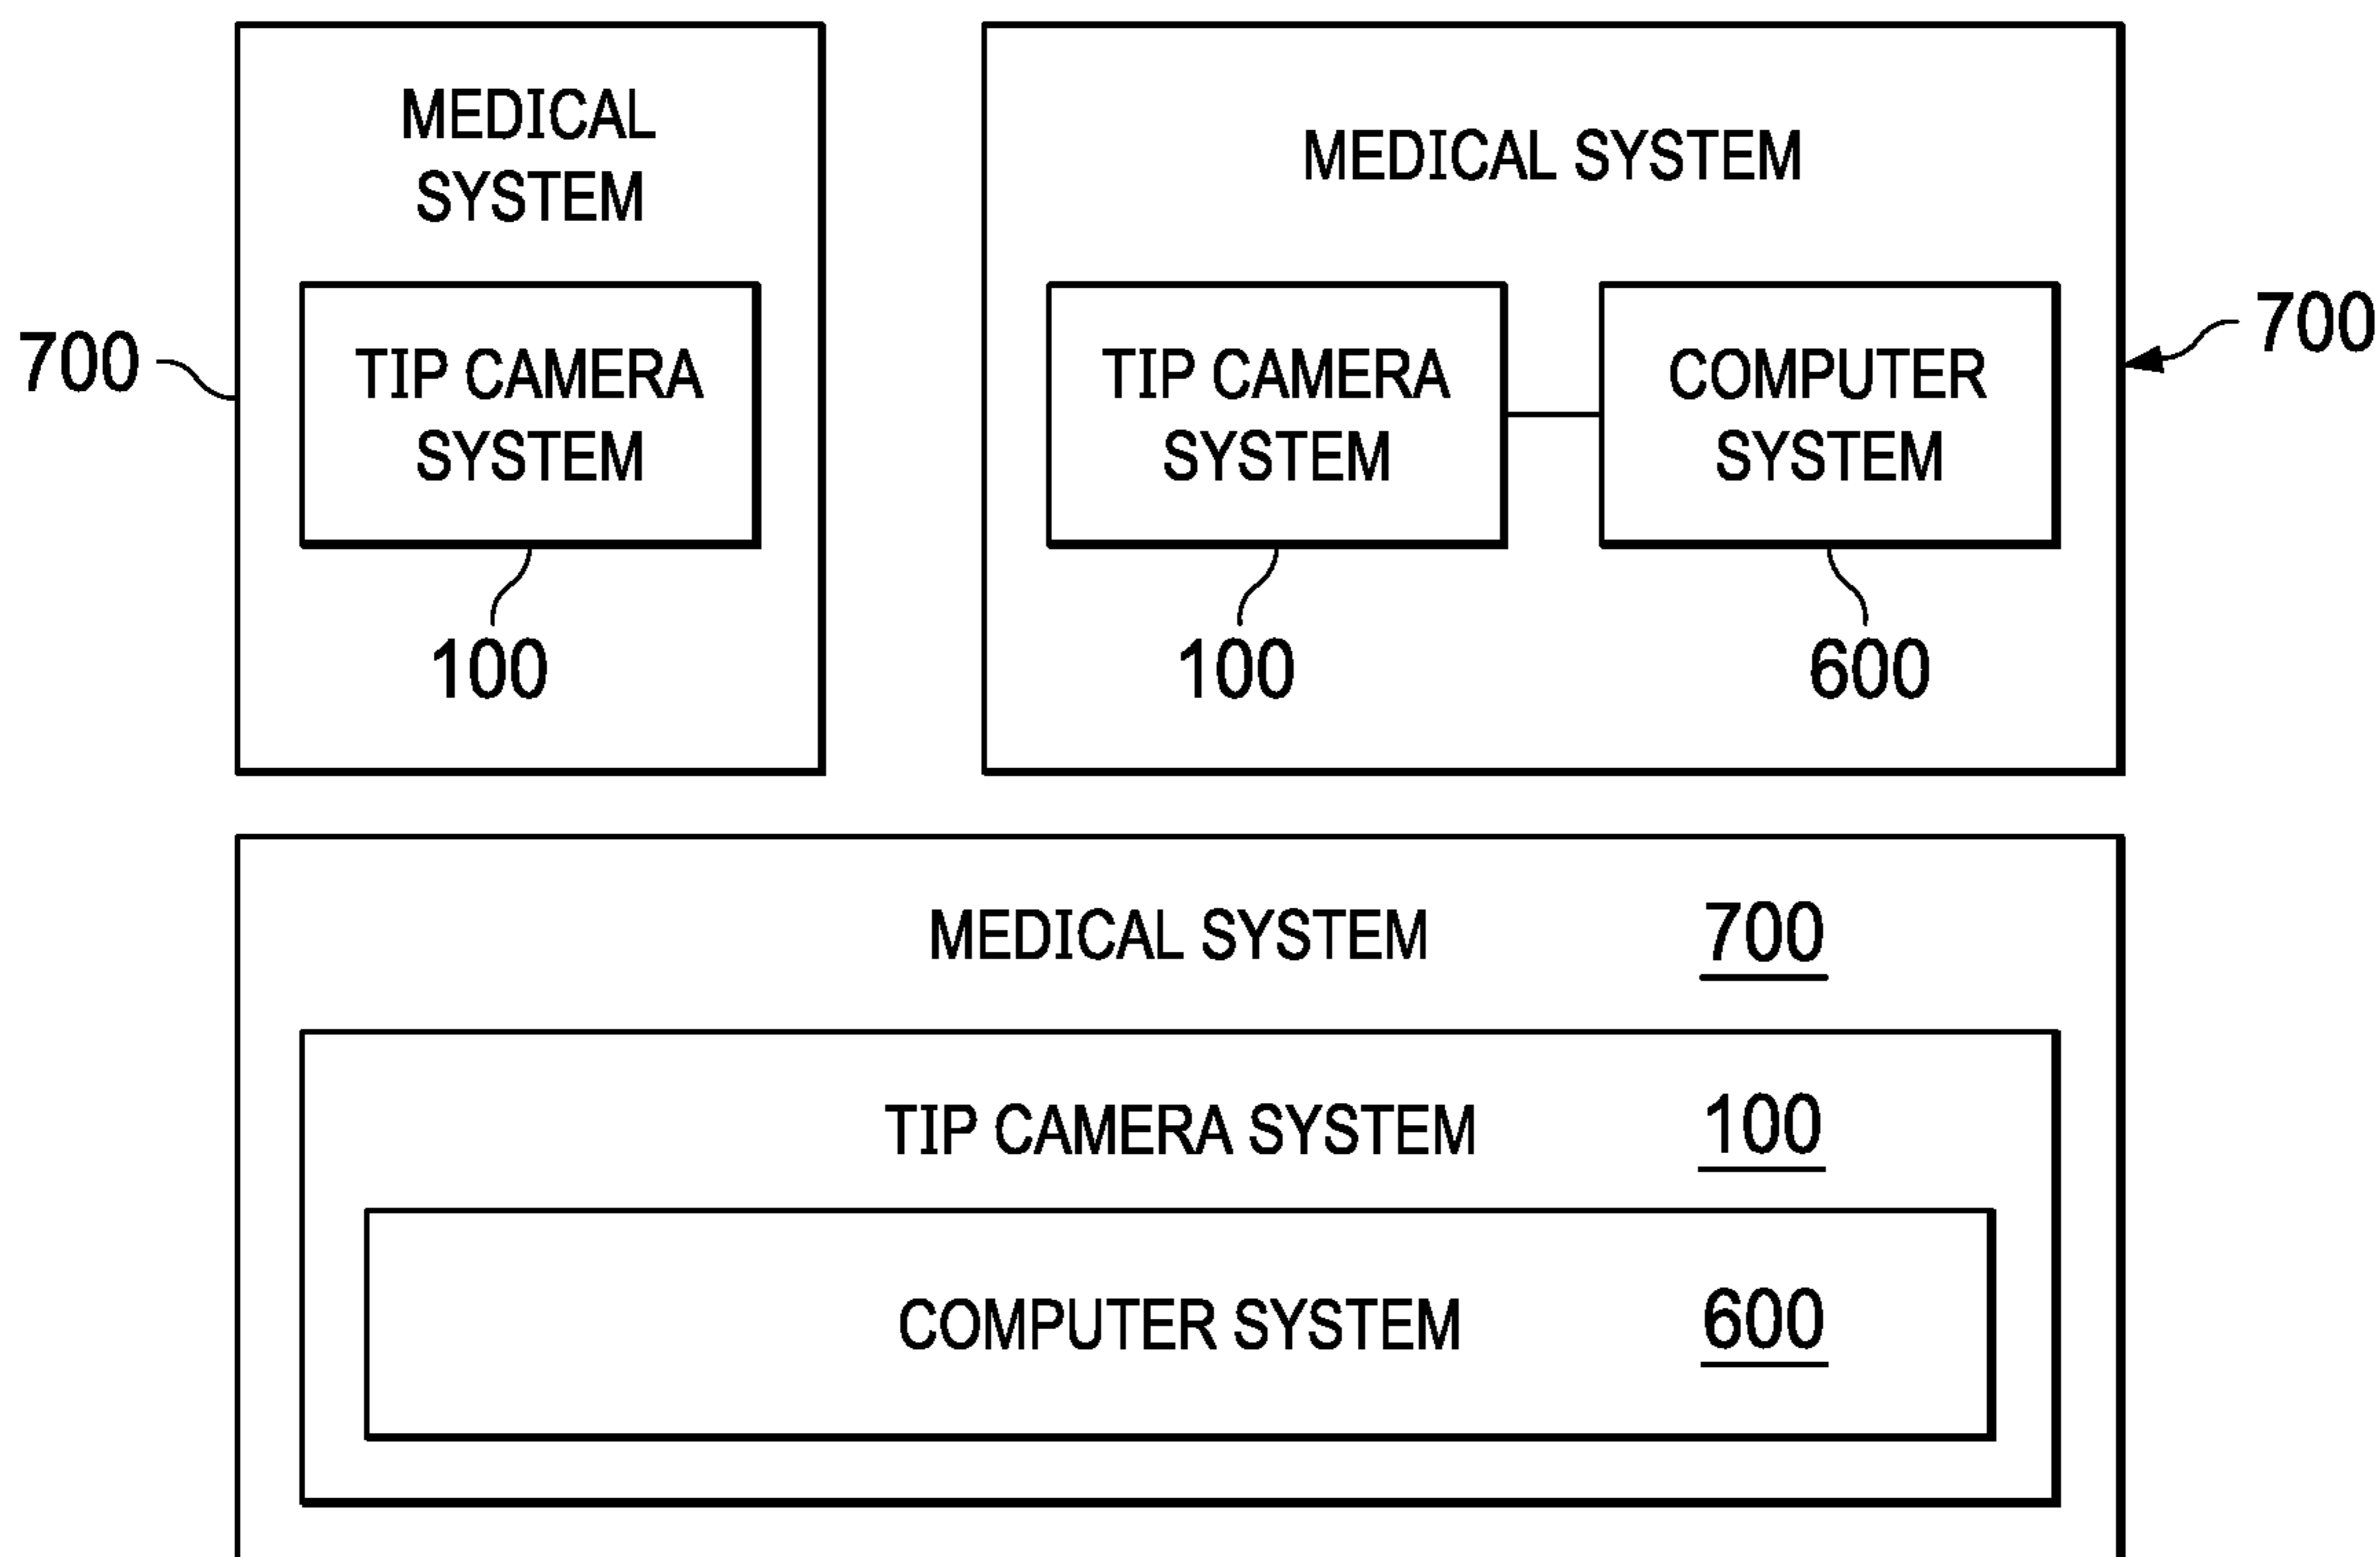 MEDICAL
SYSTEM
TIP CAMERA
SYSTEM
700
100
MEDICAL SYSTEM
TIP CAMERA
SYSTEM
COMPUTER
SYSTEM
700
100
600
MEDICAL SYSTEM 700
TIP CAMERA SYSTEM 100
COMPUTER SYSTEM 600